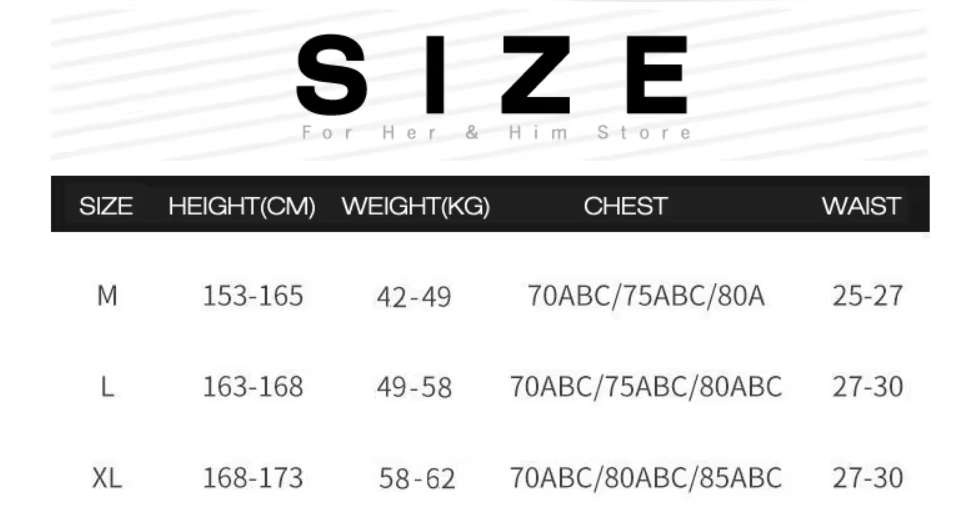 SIZE
For Her & Him Store
SIZE HEIGHT(CM) WEIGHT(KG) CHEST WAIST
M 153-165 42-49 70ABC/75ABC/80A 25-27
L 163-168 49-58 70ABC/75ABC/80ABC 27-30
XL 168-173 58-62 70ABC/80ABC/85ABC 27-30